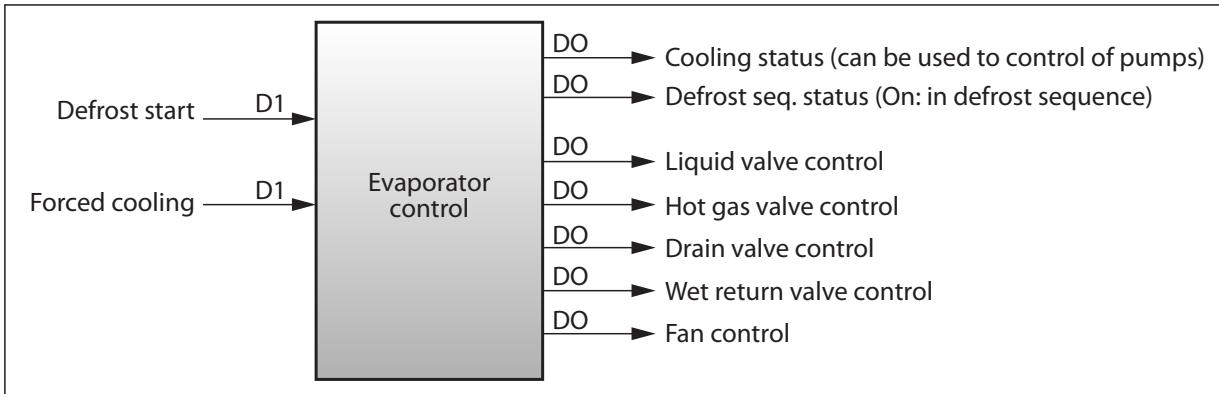 DO
Cooling status (can be used to control of pumps)
DO
Defrost seq. status (On: in defrost sequence)
Defrost start
D1
DO
Liquid valve control
Forced cooling
D1
Evaporator
control
DO
Hot gas valve control
DO
Drain valve control
DO
Wet return valve control
DO
Fan control